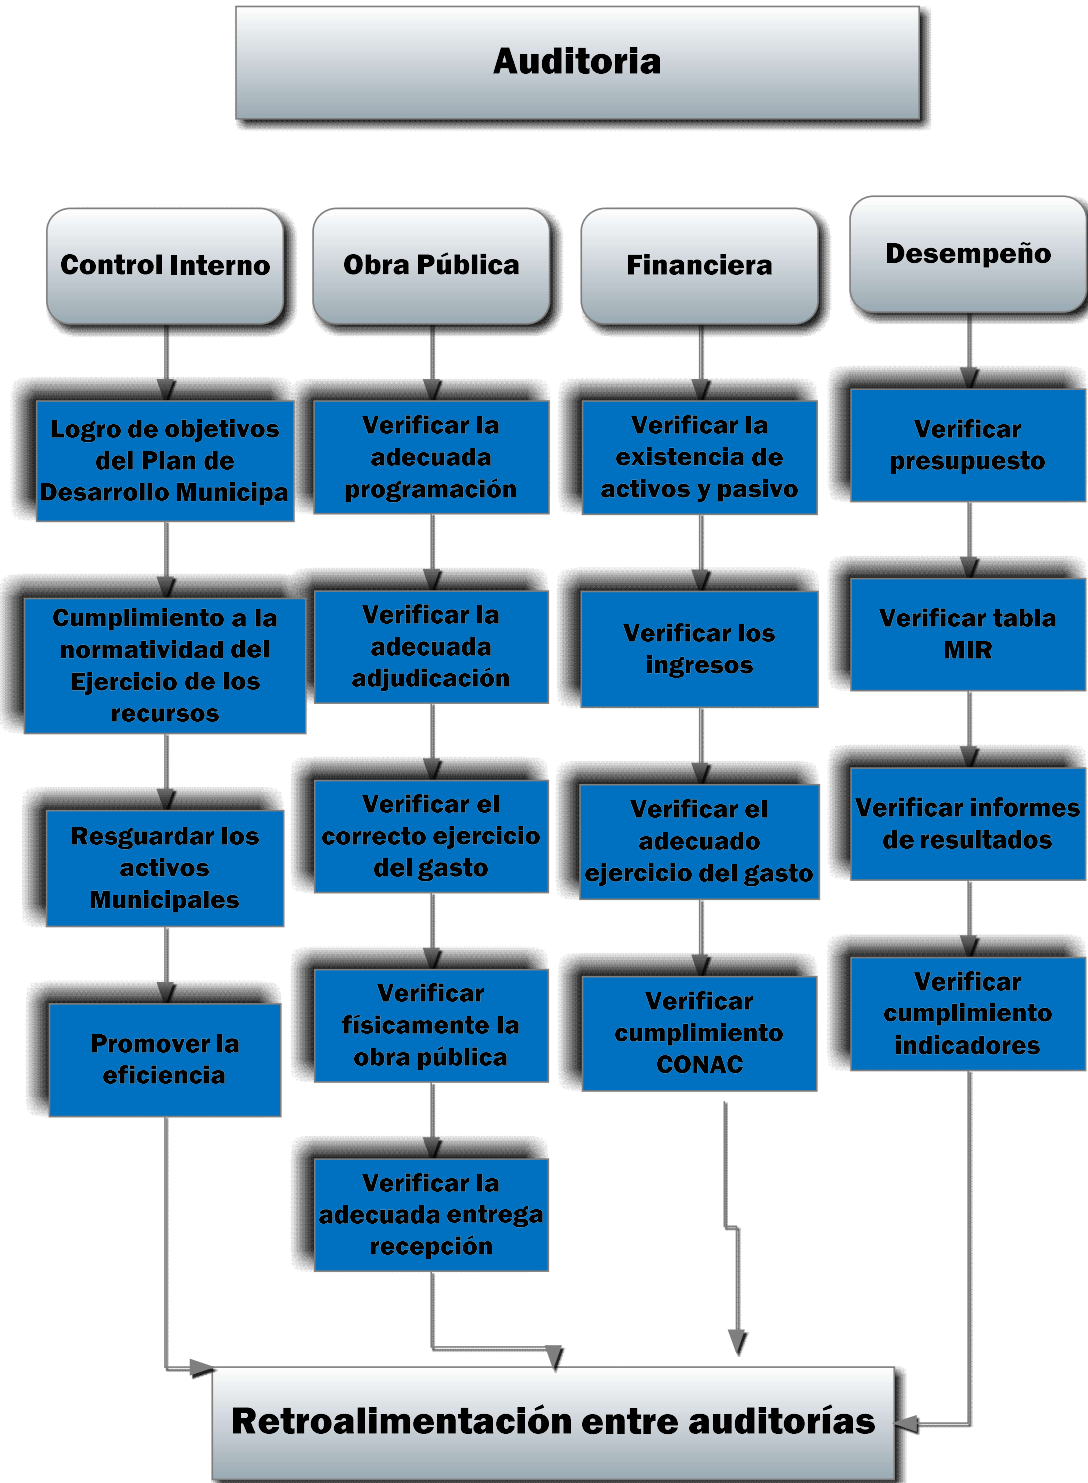 Auditoria
Control Interno
Logro de objetivos
del Plan de
Desarrollo Municipa
Cumplimiento a la
normatividad del
Ejercicio de los
recursos
Resguardar los
activos
Municipales
Promover la
eficiencia
Obra Pública
Verificar la
adecuada
programación
Verificar la
adecuada
adjudicación
Verificar el
correcto ejercicio
del gasto
Verificar
físicamente la
obra pública
Verificar la
adecuada entrega
recepción
Financiera
Verificar la
existencia de
activos y pasivo
Verificar los
ingresos
Verificar el
adecuado
ejercicio del gasto
Verificar
cumplimiento
CONAC
Desempeño
Verificar
presupuesto
Verificar tabla
MIR
Verificar informes
de resultados
Verificar
cumplimiento
indicadores
Retroalimentación entre auditorías